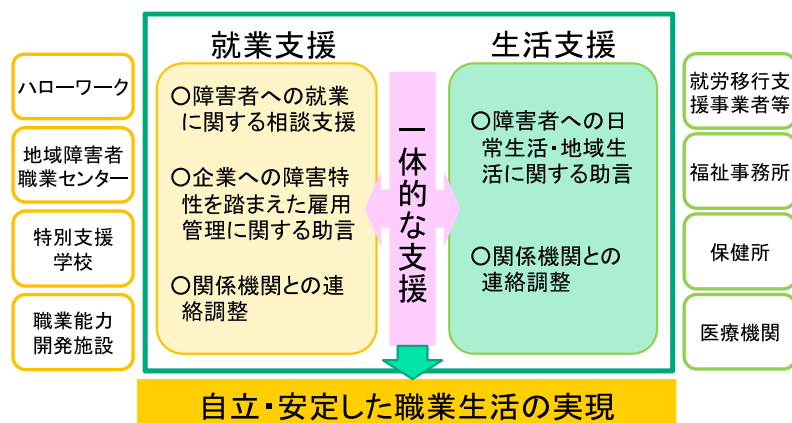 就業支援
生活支援
ハローワーク
地域障害者
職業センター
特別支援
学校
職業能力
開発施設
○障害者への就業
に関する相談支援
○企業への障害特
性を踏まえた雇用
管理に関する助言
○関係機関との連
絡調整
一体的な支援
○障害者への日
常生活・地域生
活に関する助言
○関係機関との
連絡調整
就労移行支
援事業者等
福祉事務所
保健所
医療機関
自立・安定した職業生活の実現